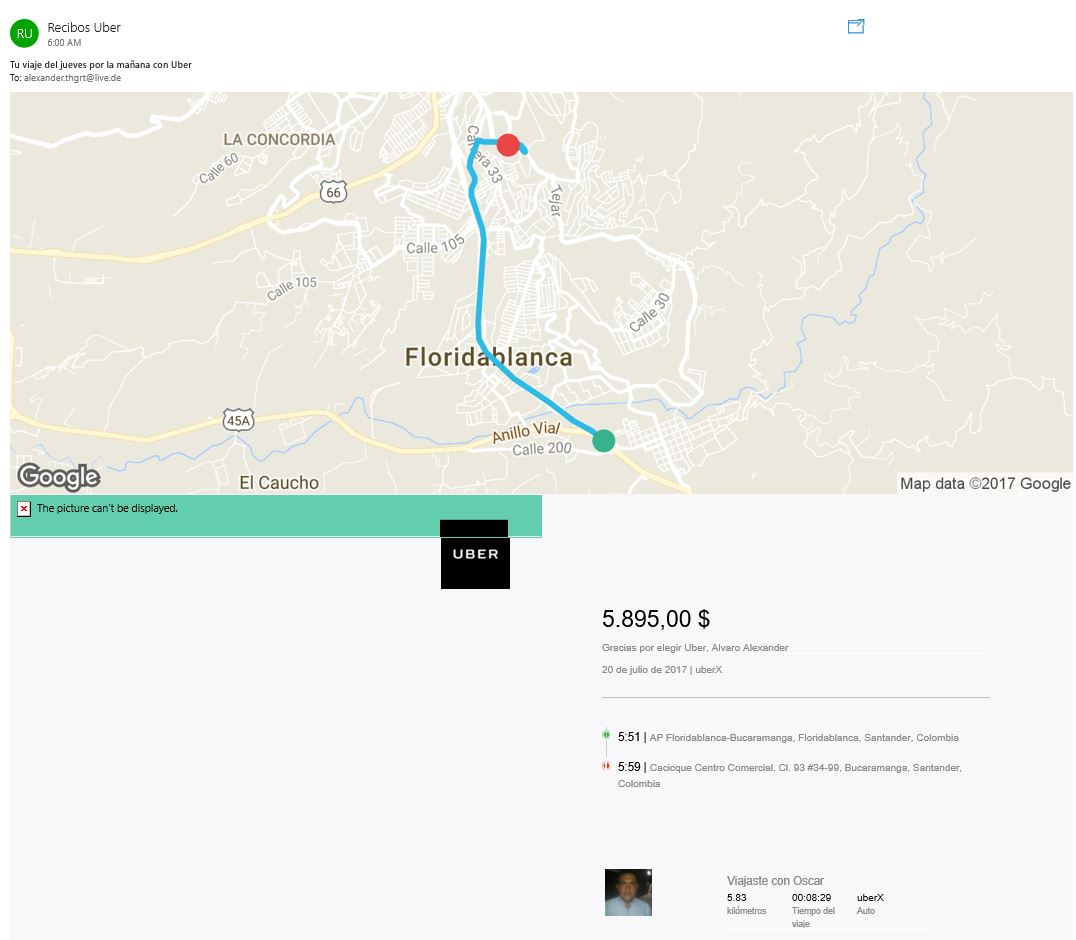 RU
Recibos Uber
6:00 AM
Tu viaje del jueves por la mañana con Uber
To: alexander.thgrt@live.de
LA CONCORDIA
Calle 60
Carrera 33
66
Tejar
Calle 105
Calle 105
Calle 30
Floridablanca
45A
Anillo Vial
Calle 200
El Caucho
Google
Map data ©2017 Google
The picture can't be displayed.
UBER
5.895,00 $
Gracias por elegir Uber, Alvaro Alexander
20 de julio de 2017 | uberX
5:51 | AP Floridablanca-Bucaramanga, Floridablanca, Santander, Colombia
5:59 | Cacicque Centro Comercial, Cl. 93 #34-99, Bucaramanga, Santander,
Colombia
Viajaste con Oscar
5.83 00:08:29 uberX
kilómetros Tiempo del Auto
viaje